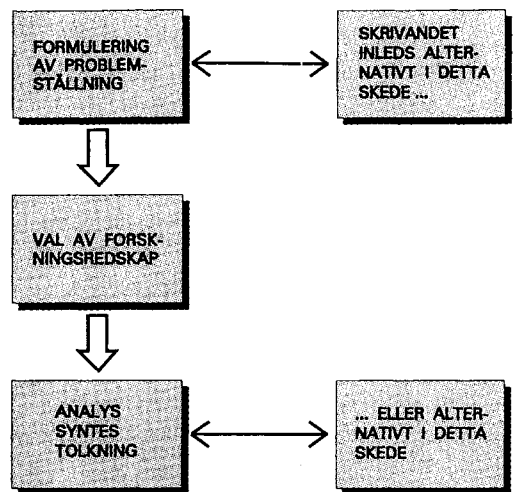 FORMULERING
AV PROBLEM-
STÄLLNING
SKRIVANDET
INLEDS ALTER-
NATIVT I DETTA
SKEDE ...
VAL AV FORSK-
NINGSREDSKAP
ANALYS
SYNTES
TOLKNING
... ELLER ALTER-
NATIVT I DETTA
SKEDE